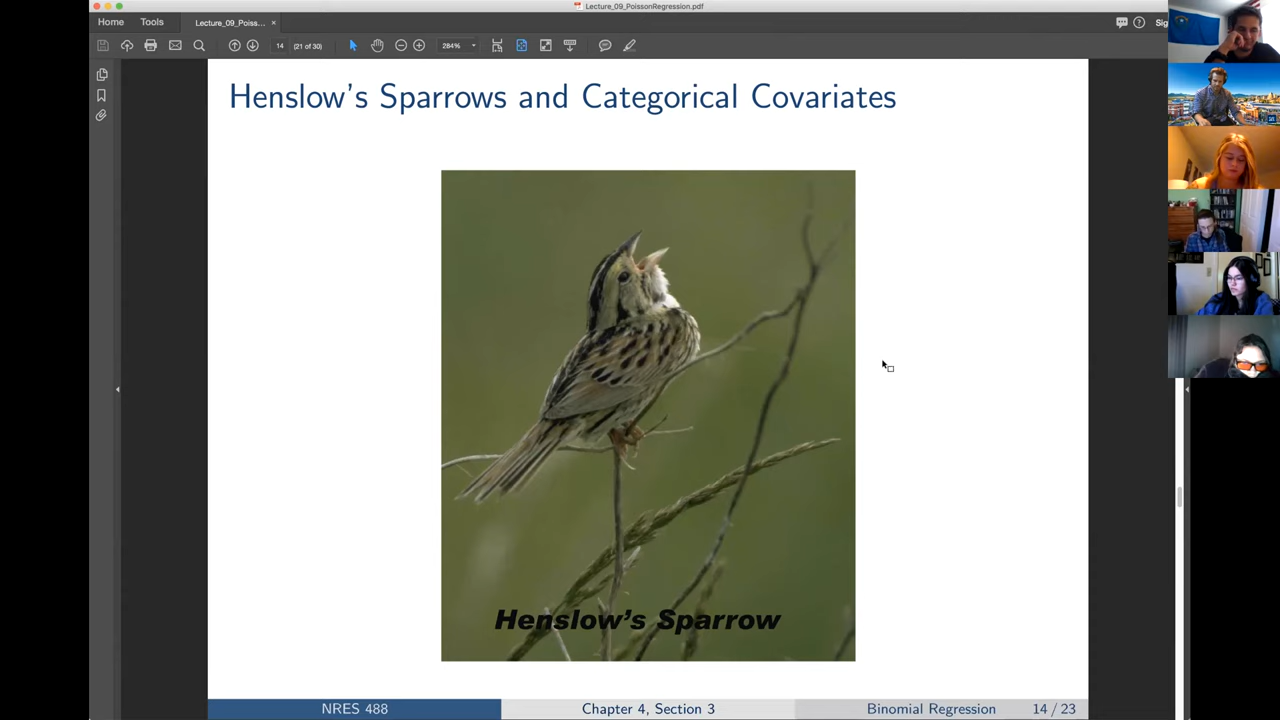 Lecture_09_PoissonRegression.pdf
Home
Tools
Lecture_09_Poiss...
×
Sig
14
(21 of 30)
284%
Henslow's Sparrows and Categorical Covariates
Henslow's Sparrow
NRES 488
Chapter 4, Section 3
Binomial Regression
14 / 23